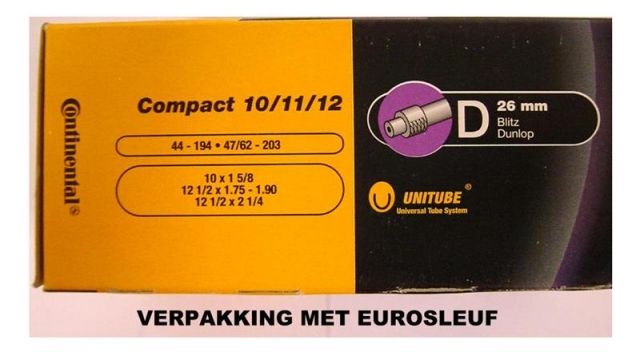 Continental®
Compact 10/11/12
44 - 194 • 47/62 - 203
10 x 1 5/8
12 1/2 x 1.75 - 1.90
12 1/2 x 2 1/4
D
26 mm
Blitz
Dunlop
UNITUBE®
Universal Tube System
VERPAKKING MET EUROSLEUF